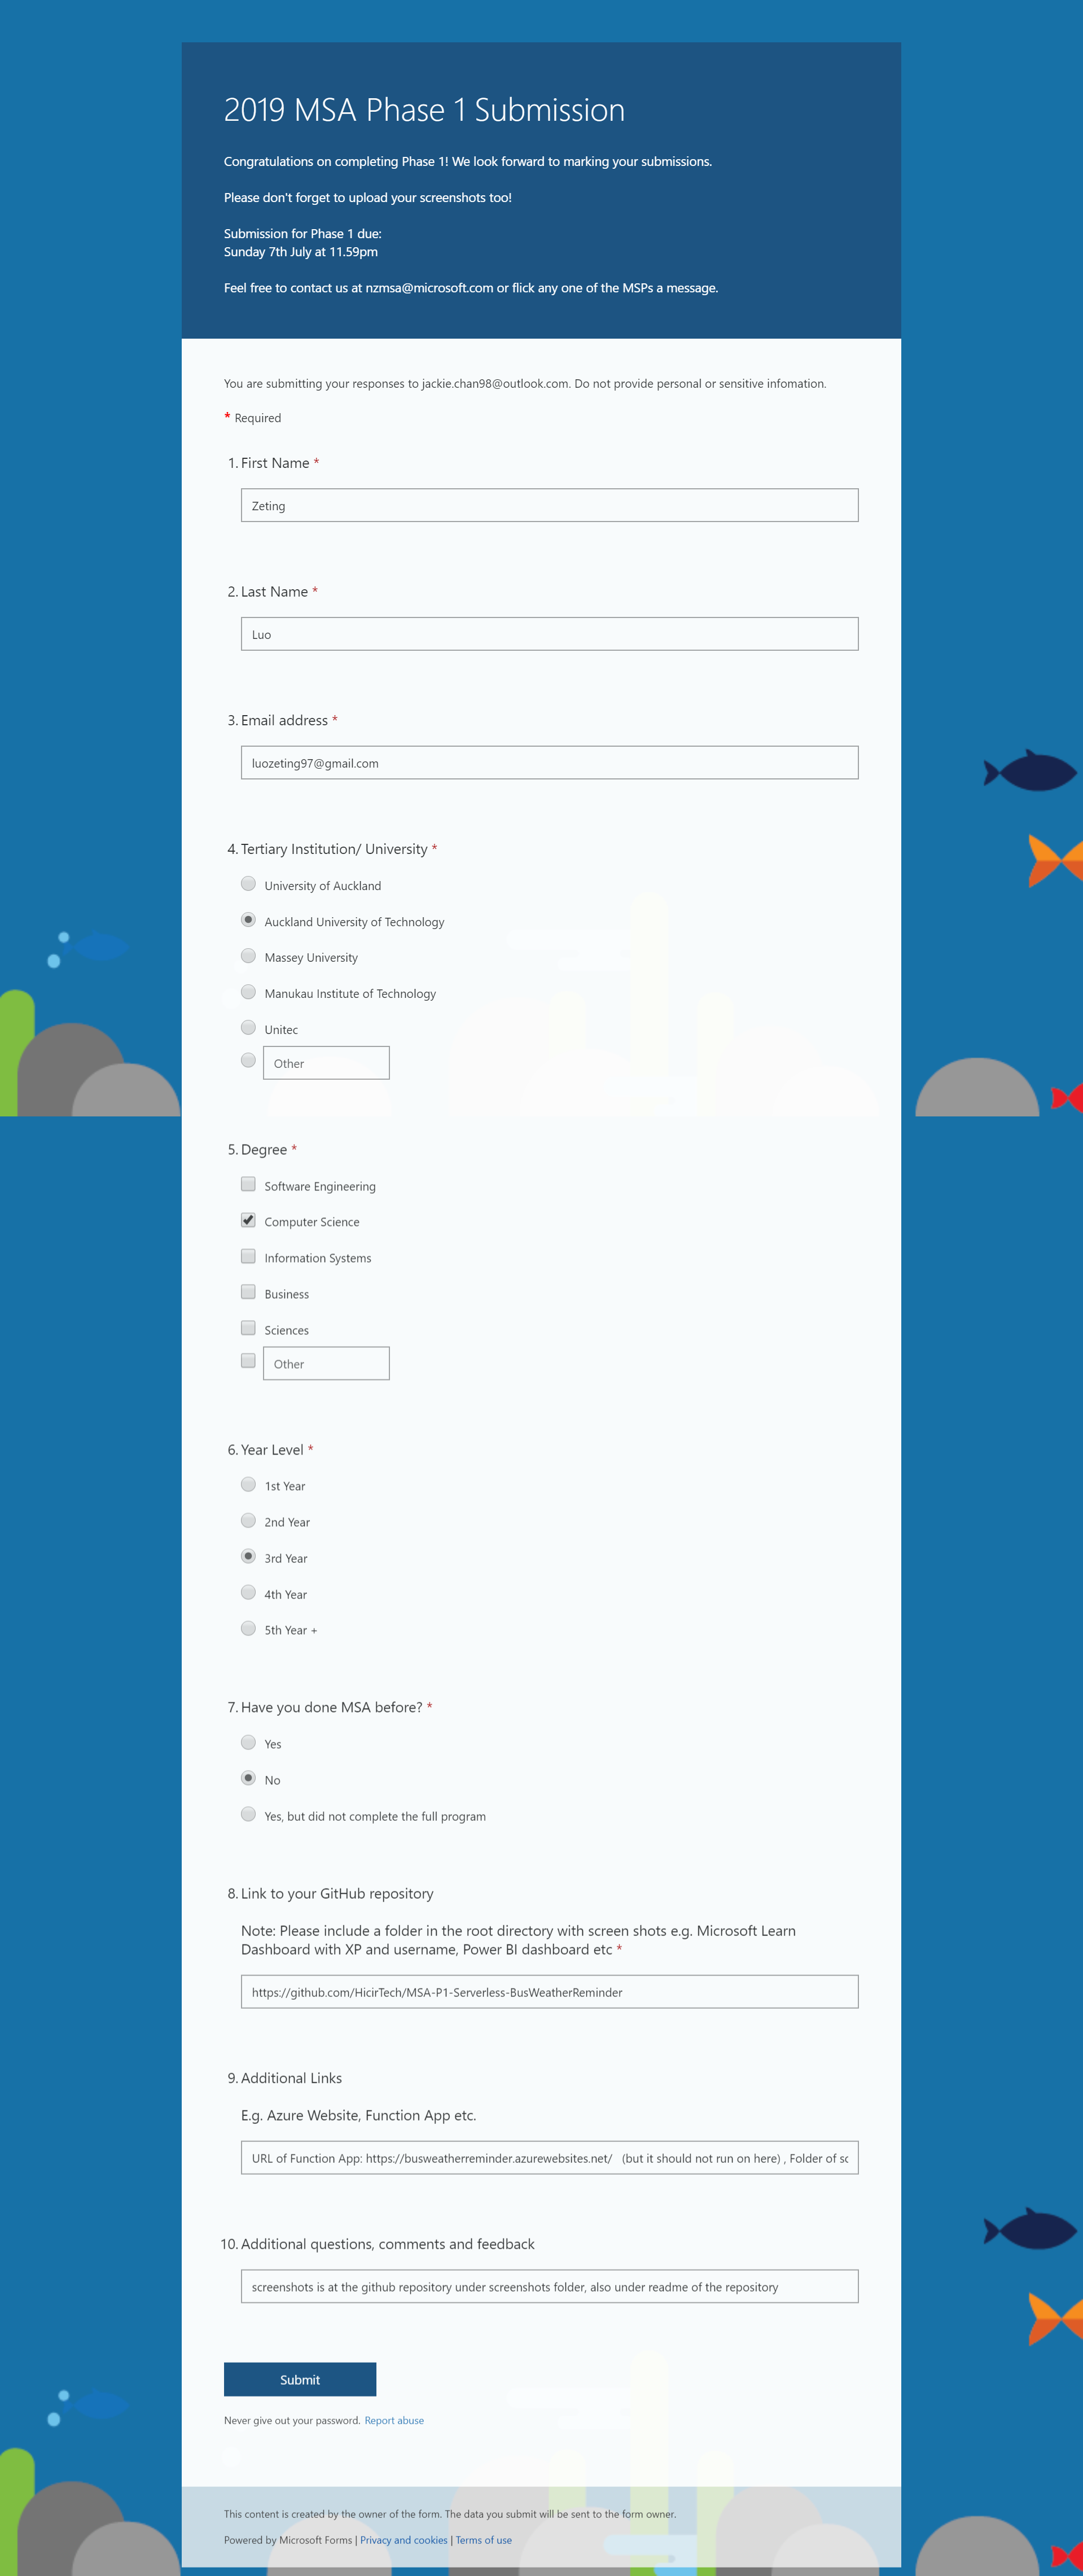 2019 MSA Phase 1 Submission
Congratulations on completing Phase 1! We look forward to marking your submissions.
Please don't forget to upload your screenshots too!
Submission for Phase 1 due:
Sunday 7th July at 11.59pm
Feel free to contact us at nzmsa@microsoft.com or flick any one of the MSPs a message.
You are submitting your responses to jackie.chan98@outlook.com. Do not provide personal or sensitive infomation.
* Required
1. First Name *
Zeting
2. Last Name *
Luo
3. Email address *
luozeting97@gmail.com
4. Tertiary Institution/ University *
University of Auckland
Auckland University of Technology
Massey University
Manukau Institute of Technology
Unitec
Other
5. Degree *
Software Engineering
Computer Science
Information Systems
Business
Sciences
Other
6. Year Level *
1st Year
2nd Year
3rd Year
4th Year
5th Year +
7. Have you done MSA before? *
Yes
No
Yes, but did not complete the full program
8. Link to your GitHub repository
Note: Please include a folder in the root directory with screen shots e.g. Microsoft Learn
Dashboard with XP and username, Power BI dashboard etc *
https://github.com/HicirTech/MSA-P1-Serverless-BusWeatherReminder
9. Additional Links
E.g. Azure Website, Function App etc.
URL of Function App: https://busweatherreminder.azurewebsites.net/ (but it should not run on here) , Folder of
10. Additional questions, comments and feedback
screenshots is at the github repository under screenshots folder, also under readme of the repository
Submit
Never give out your password. Report abuse
This content is created by the owner of the form. The data you submit will be sent to the form owner.
Powered by Microsoft Forms | Privacy and cookies | Terms of use